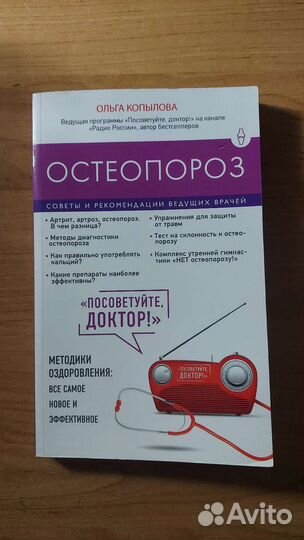 ОЛЬГА КОПЫЛОВА
Ведущая программы «Посоветуйте, доктор!» на канале
«Радио России», автор бестселлеров
ОСТЕОПОРОЗ
СОВЕТЫ И РЕКОМЕНДАЦИИ ВЕДУЩИХ ВРАЧЕЙ
• Артрит, артроз, остеопороз.
В чем разница?
• Методы диагностики
остеопороза
• Как правильно употреблять
кальций?
• Какие препараты наиболее
эффективны?
• Упражнения для защиты
от травм
• Тест на склонность к остео-
порозу
• Комплекс утренней гимнас-
тики «НЕТ остеопорозу!»
«ПОСОВЕТУЙТЕ,
ДОКТОР!»
МЕТОДИКИ
ОЗДОРОВЛЕНИЯ:
ВСЕ САМОЕ
НОВОЕ И
ЭФФЕКТИВНОЕ
«ПОСОВЕТУЙТЕ,
ДОКТОР!»
Avito